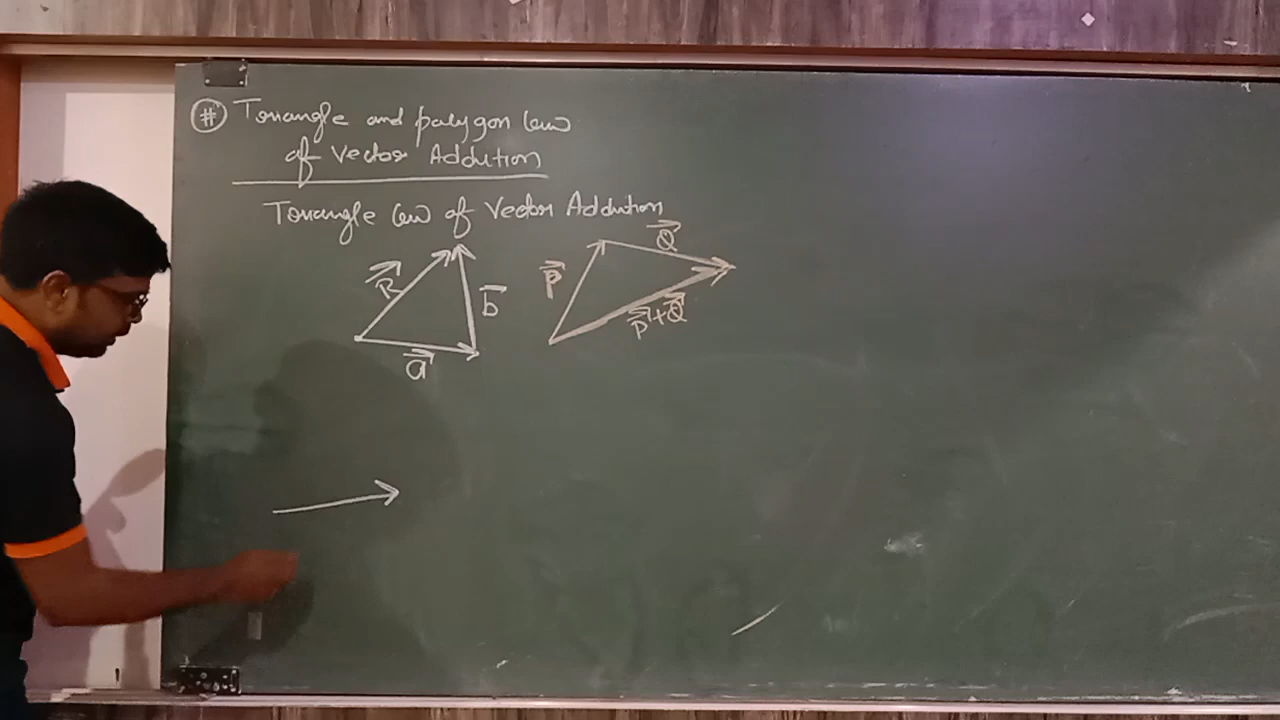 # Triangle and polygon law
of Vector Addition
Triangle law of Vector Addition
R⃗
a⃗
b⃗
P⃗
Q⃗
P⃗+Q⃗